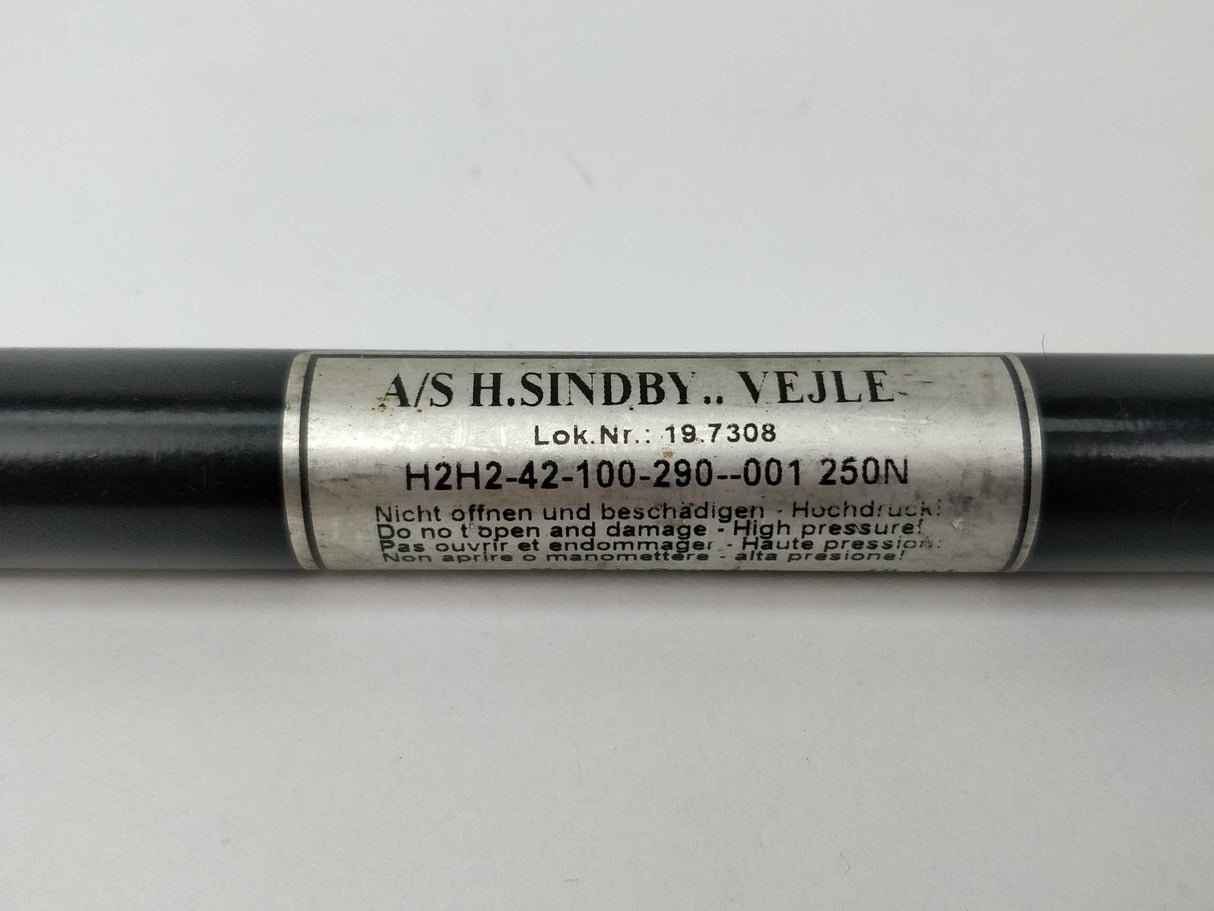 A/S H.SINDBY.. VEJLE
Lok.Nr.: 19.7308
H2H2-42-100-290--001 250N
Nicht öffnen und beschädigen - Hochdruck!
Do no t open and damage - High pressure!
Pas ouvrir et endommager - Haute pression!
Non aprire o manomettere - alta presione!